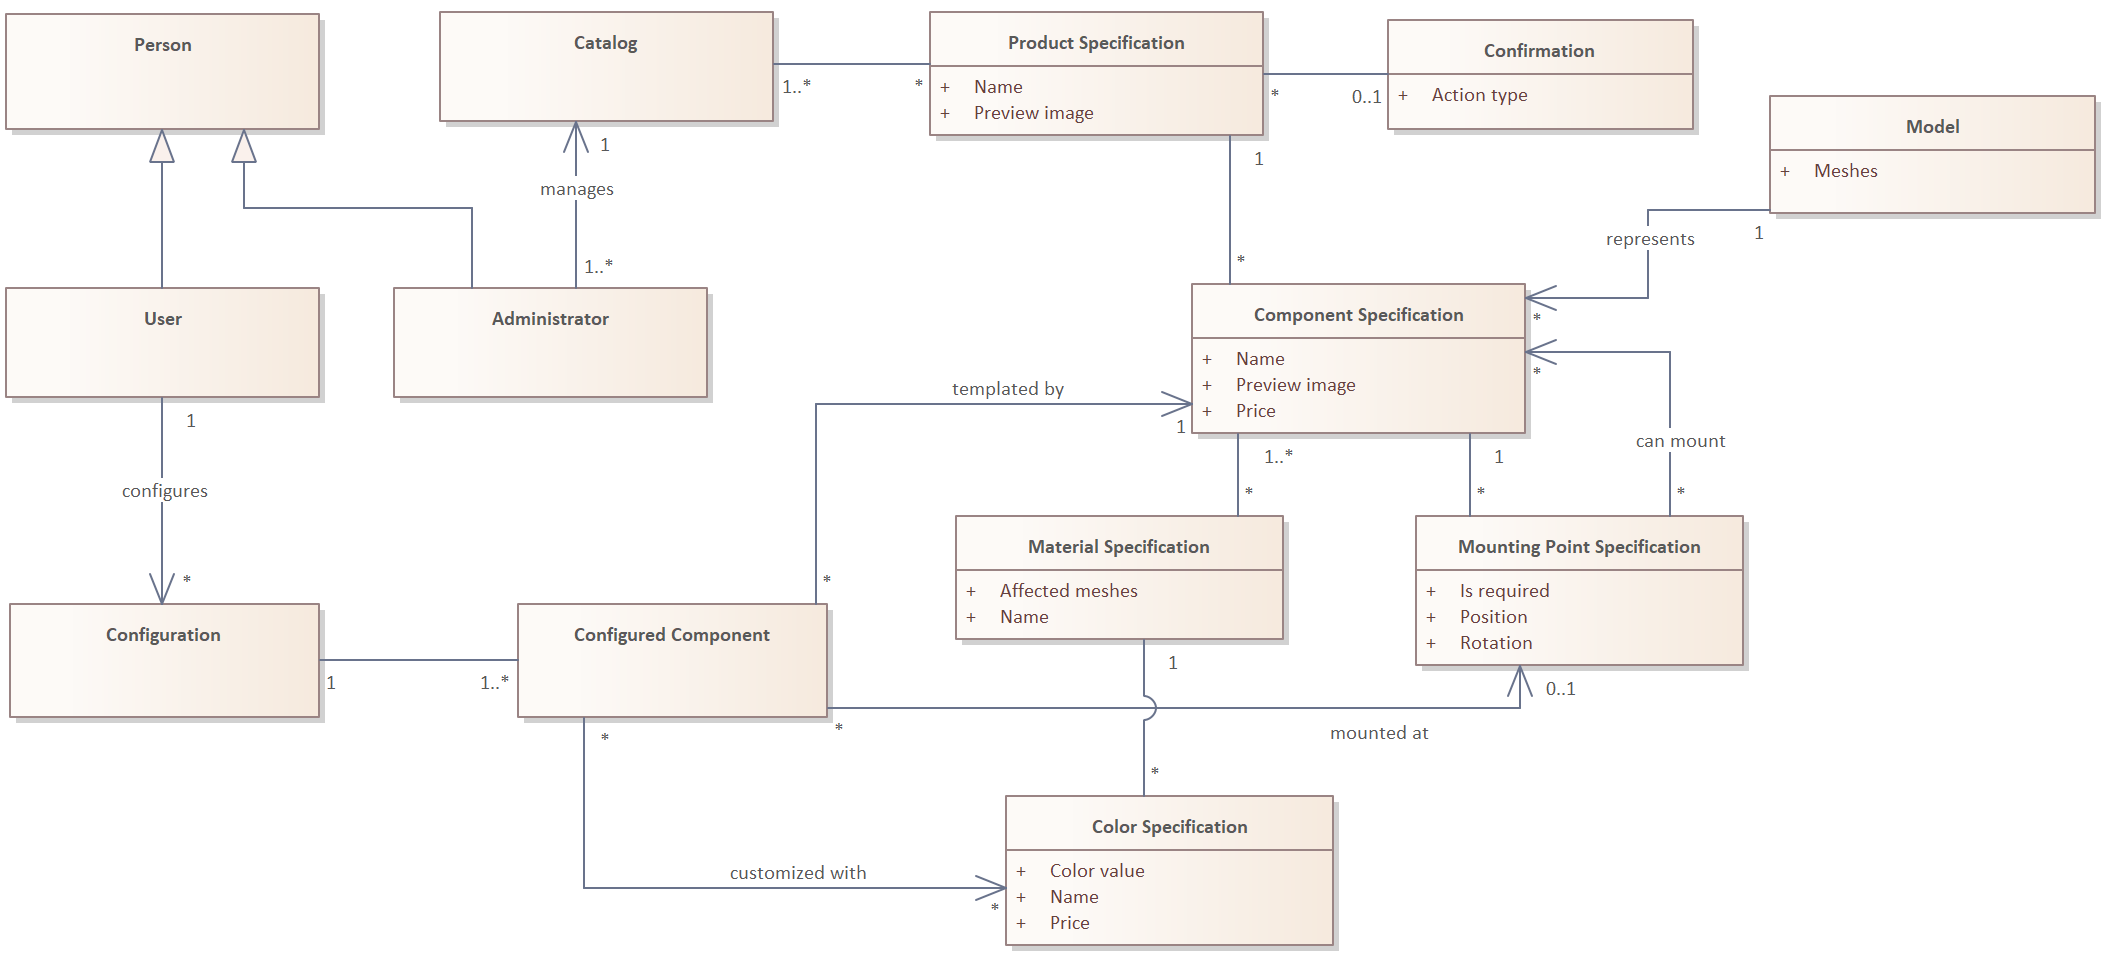 Person
Catalog
Product Specification
+ Name
+ Preview image
Confirmation
+ Action type
Model
+ Meshes
1..*
*
*
0..1
1
manages
1..*
1
*
represents
1
User
Administrator
Component Specification
+ Name
+ Preview image
+ Price
*
*
can mount
*
templated by
1
*
1..*
*
1
*
1
configures
*
Material Specification
+ Affected meshes
+ Name
Mounting Point Specification
+ Is required
+ Position
+ Rotation
Configuration
Configured Component
1
1..*
*
mounted at
0..1
1
*
*
customized with
*
Color Specification
+ Color value
+ Name
+ Price